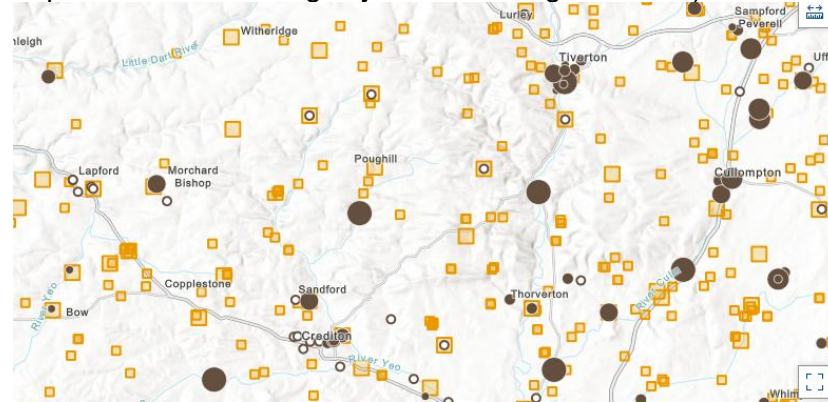 Lurley
Sampford
Peverell
nleigh
Witheridge
Little Dart River
Tiverton
Uff
Lapford
Morchard
Bishop
Poughill
Cullompton
Copplestone
Sandford
Thorverton
River Culm
River Yeo
Bow
Crediton
River Yeo
Whim